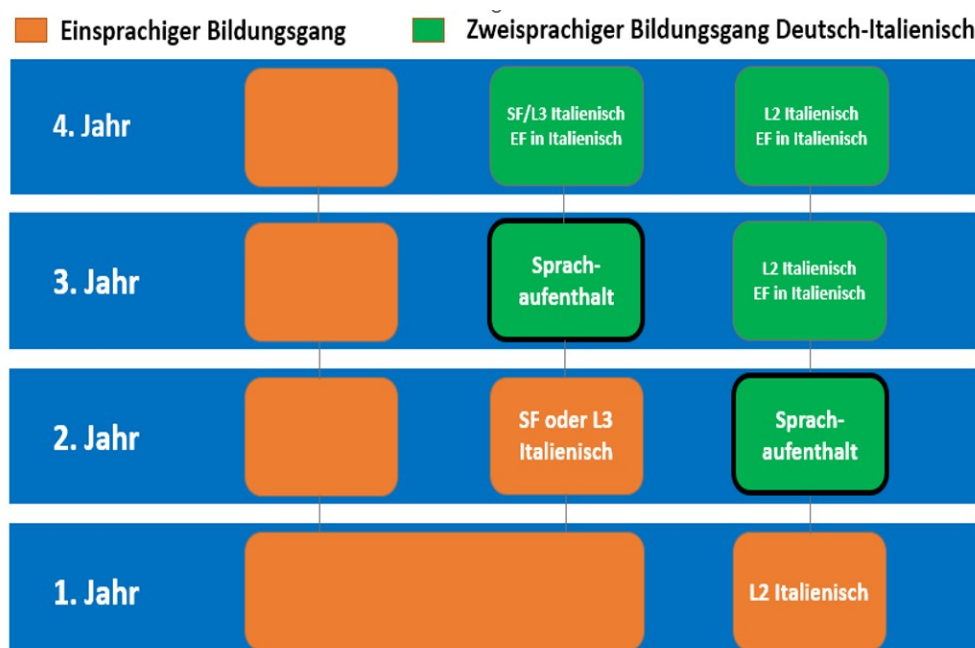 Einsprachiger Bildungsgang
Zweisprachiger Bildungsgang Deutsch-Italienisch
4. Jahr
SF/L3 Italienisch
EF in Italienisch
L2 Italienisch
EF in Italienisch
3. Jahr
Sprach-
aufenthalt
L2 Italienisch
EF in Italienisch
2. Jahr
SF oder L3
Italienisch
Sprach-
aufenthalt
1. Jahr
L2 Italienisch